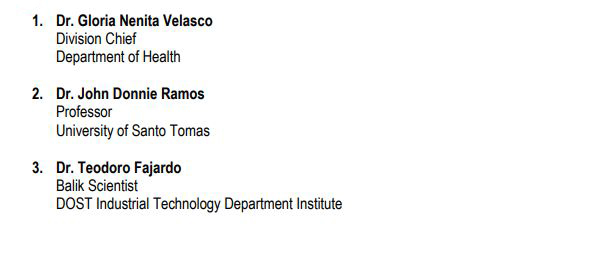 1. Dr. Gloria Nenita Velasco
Division Chief
Department of Health
2. Dr. John Donnie Ramos
Professor
University of Santo Tomas
3. Dr. Teodoro Fajardo
Balik Scientist
DOST Industrial Technology Department Institute